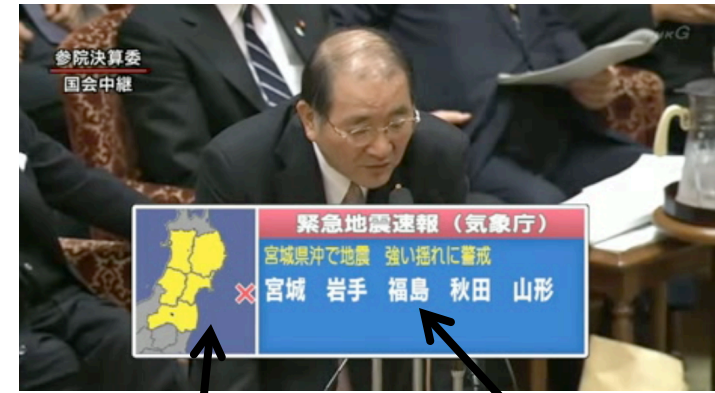 参院決算委
国会中継
NHK G
緊急地震速報（気象庁）
宮城県沖で地震 強い揺れに警戒
宮城 岩手 福島 秋田 山形